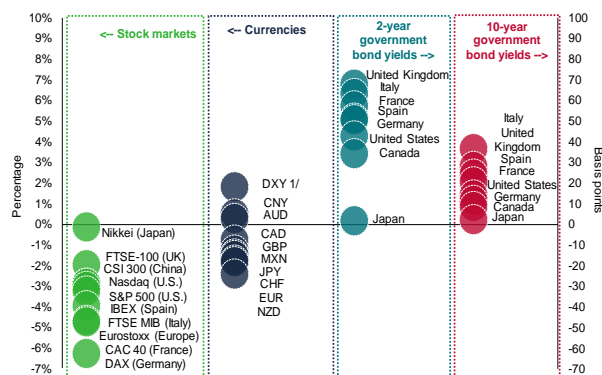 <-- Stock markets
<-- Currencies
2-year
government
bond yields -->
10-year
government
bond yields -->
Percentage
10%
9%
8%
7%
6%
5%
4%
3%
2%
1%
0%
-1%
-2%
-3%
-4%
-5%
-6%
-7%
Nikkei (Japan)
FTSE-100 (UK)
CSI 300 (China)
Nasdaq (U.S.)
S&P 500 (U.S.)
IBEX (Spain)
FTSE MIB (Italy)
Eurostoxx (Europe)
CAC 40 (France)
DAX (Germany)
DXY 1/
CNY
AUD
CAD
GBP
MXN
JPY
CHF
EUR
NZD
United Kingdom
Italy
France
Spain
Germany
United States
Canada
Japan
Italy
United
Kingdom
Spain
France
United States
Germany
Canada
Japan
100
90
80
70
60
50
40
30
20
10
0
-10
-20
-30
-40
-50
-60
-70
Basis points